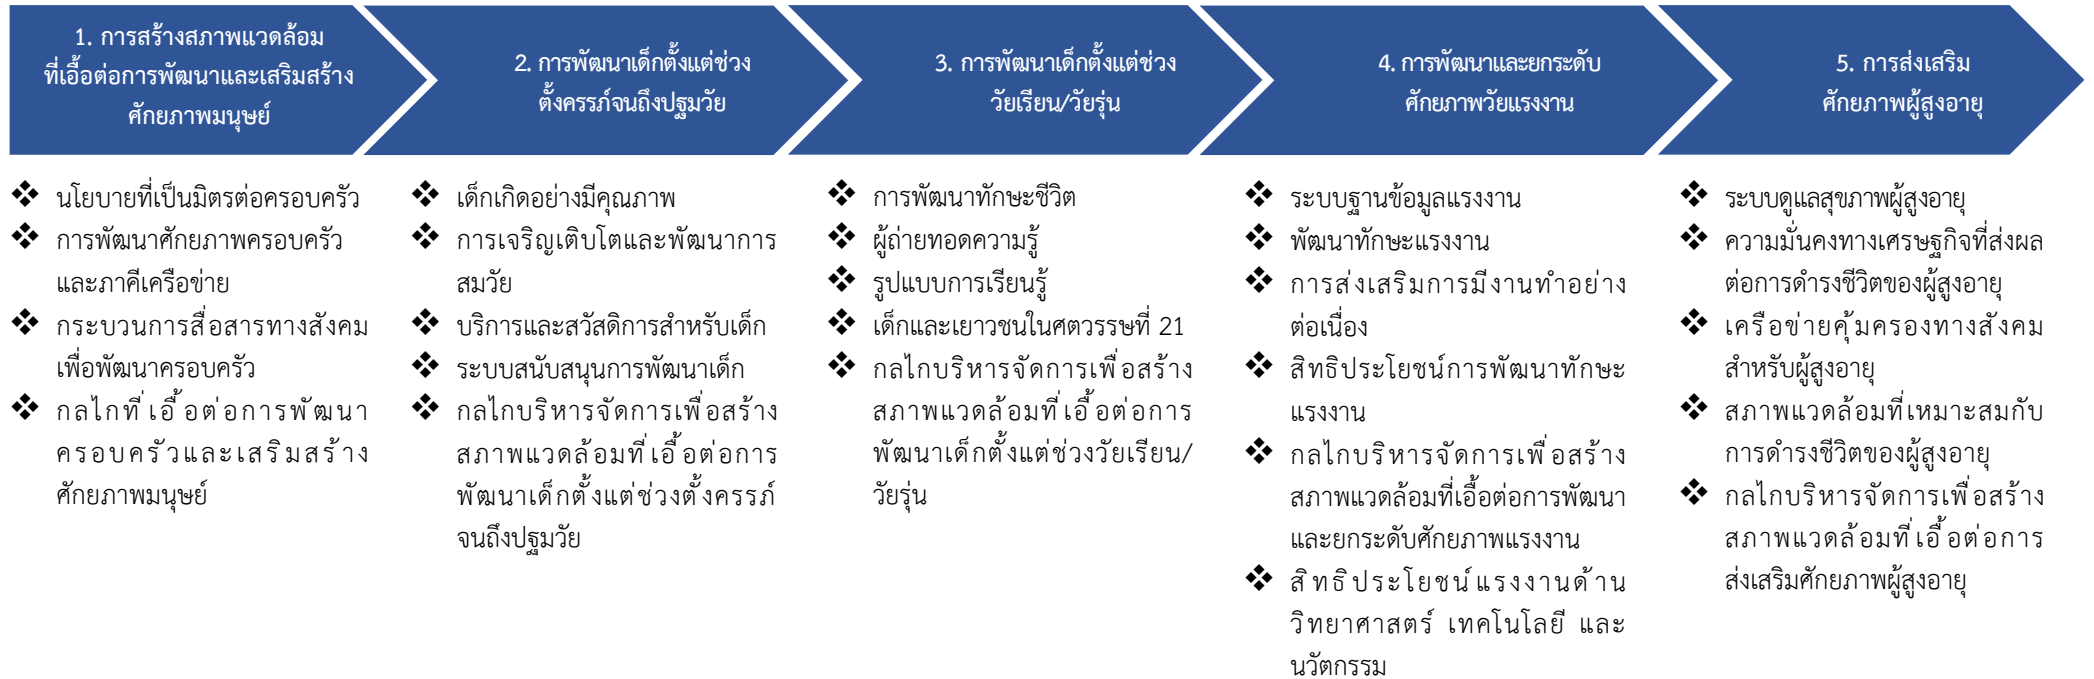 1. การสร้างสภาพแวดล้อม
ที่เอื้อต่อการพัฒนาและเสริมสร้าง
ศักยภาพมนุษย์
2. การพัฒนาเด็กตั้งแต่ช่วง
ตั้งครรภ์จนถึงปฐมวัย
3. การพัฒนาเด็กตั้งแต่ช่วง
วัยเรียน/วัยรุ่น
4. การพัฒนาและยกระดับ
ศักยภาพวัยแรงงาน
5. การส่งเสริม
ศักยภาพผู้สูงอายุ
❖ นโยบายที่เป็นมิตรต่อครอบครัว
❖ การพัฒนาศักยภาพครอบครัว
และภาคีเครือข่าย
❖ กระบวนการสื่อสารทางสังคม
เพื่อพัฒนาครอบครัว
❖ กลไกที่เอื้อต่อการพัฒนา
ครอบครัวและเสริมสร้าง
ศักยภาพมนุษย์
❖ เด็กเกิดอย่างมีคุณภาพ
❖ การเจริญเติบโตและพัฒนาการ
สมวัย
❖ บริการและสวัสดิการสำหรับเด็ก
❖ ระบบสนับสนุนการพัฒนาเด็ก
❖ กลไกบริหารจัดการเพื่อสร้าง
สภาพแวดล้อมที่เอื้อต่อการ
พัฒนาเด็กตั้งแต่ช่วงตั้งครรภ์
จนถึงปฐมวัย
❖ การพัฒนาทักษะชีวิต
❖ ผู้ถ่ายทอดความรู้
❖ รูปแบบการเรียนรู้
❖ เด็กและเยาวชนในศตวรรษที่ 21
❖ กลไกบริหารจัดการเพื่อสร้าง
สภาพแวดล้อมที่เอื้อต่อการ
พัฒนาเด็กตั้งแต่ช่วงวัยเรียน/
วัยรุ่น
❖ ระบบฐานข้อมูลแรงงาน
❖ พัฒนาทักษะแรงงาน
❖ การส่งเสริมการมีงานทำอย่าง
ต่อเนื่อง
❖ สิทธิประโยชน์การพัฒนาทักษะ
แรงงาน
❖ กลไกบริหารจัดการเพื่อสร้าง
สภาพแวดล้อมที่เอื้อต่อการพัฒนา
และยกระดับศักยภาพแรงงาน
❖ สิทธิประโยชน์แรงงานด้าน
วิทยาศาสตร์ เทคโนโลยี และ
นวัตกรรม
❖ ระบบดูแลสุขภาพผู้สูงอายุ
❖ ความมั่นคงทางเศรษฐกิจที่ส่งผล
ต่อการดำรงชีวิตของผู้สูงอายุ
❖ เครือข่ายคุ้มครองทางสังคม
สำหรับผู้สูงอายุ
❖ สภาพแวดล้อมที่เหมาะสมกับ
การดำรงชีวิตของผู้สูงอายุ
❖ กลไกบริหารจัดการเพื่อสร้าง
สภาพแวดล้อมที่เอื้อต่อการ
ส่งเสริมศักยภาพผู้สูงอายุ